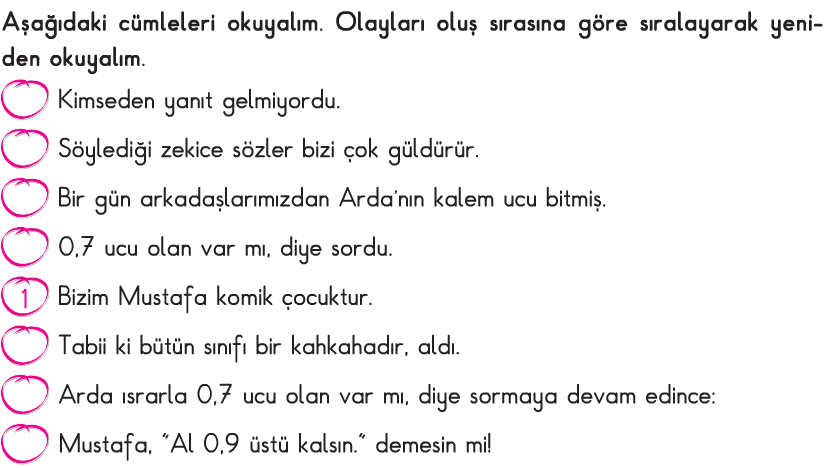 Aşağıdaki cümleleri okuyalım. Olayları oluş sırasına göre sıralayarak yeni-
den okuyalım.
Kimseden yanıt gelmiyordu.
Söylediği zekice sözler bizi çok güldürür.
Bir gün arkadaşlarımızdan Arda'nın kalem ucu bitmiş.
0,7 ucu olan var mı, diye sordu.
1 Bizim Mustafa komik çocuktur.
Tabii ki bütün sınıfı bir kahkahadır, aldı.
Arda ısrarla 0,7 ucu olan var mı, diye sormaya devam edince:
Mustafa, "Al 0,9 üstü kalsın." demesin mi!